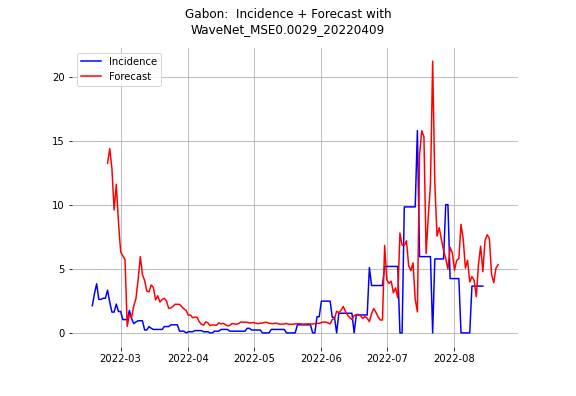 Gabon:  Incidence + Forecast with
WaveNet_MSE0.0029_20220409
Incidence
Forecast
20
15
10
5
0
2022-03 2022-04 2022-05 2022-06 2022-07 2022-08